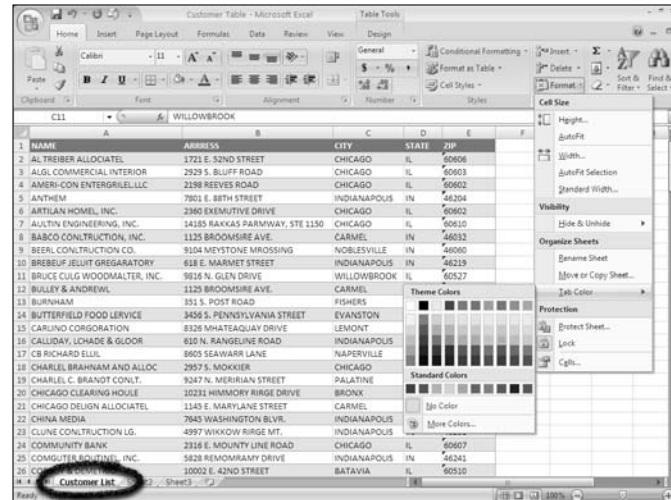 Customer Table - Microsoft Excel Table Tools
Home Insert Page Layout Formulas Data Review View Design
Calibri 11 A A General Conditional Formatting Insert Σ
Paste B I U A $ % , Format as Table Delete Sort & Find &
Cell Styles Format Filter Select
Clipboard Font Alignment Number Styles Cell Size
C11 fx WILLOWBROOK
A B C D E F
1 NAME ARRRESS CITY STATE ZIP
2 AL TREIBER ALLOCIATEL 1721 E. 52ND STREET CHICAGO IL 60606
3 ALGL COMMERCIAL INTERIOR 2929 S. BLUFF ROAD CHICAGO IL 60603
4 AMERI-CON ENTERGRILEL.LLC 2198 REEVES ROAD CHICAGO IL 60602
5 ANTHEM 7801 E. 88TH STREET INDIANAPOLIS IN 46204
6 ARTILAN HOMEL, INC. 2360 EXEMUTIVE DRIVE CHICAGO IL 60602
7 AULTIN ENGINEERING, INC. 14185 RAKKAS PARMWAY, STE 1150 CHICAGO IL 60610
8 BABCO CONLTRUCTION, INC. 1125 BROOMSIRE AVE. CARMEL IN 46032
9 BEERL CONLTRUCTION CO. 9104 MEYSTONE MROSSING NOBLESVILLE IN 46060
10 BREBEUF JELUIT GREGARATORY 618 E. MARMET STREET INDIANAPOLIS IN 46219
11 BRUCE CULG WOODMALTER, INC. 9816 N. GLEN DRIVE WILLOWBROOK IL 60527
12 BULLEY & ANDREWL 1125 BROOMSIRE AVE. CARMEL
13 BURNHAM 351 S. POST ROAD FISHERS
14 BUTTERFIELD FOOD LERVICE 3456 S. PENNSYLVANIA STREET EVANSTON
15 CARLINO CORGORATION 8326 MHATEAQUAY DRIVE LEMONT
16 CALLIDAY, LCHADE & GLOOR 610 N. RANGELINE ROAD INDIANAPOLIS
17 CB RICHARD ELLIL 8605 SEAWARR LANE NAPERVILLE
18 CHARLEL BRAHNAM AND ALLOC 2957 S. MOKKIER CHICAGO
19 CHARLEL C. BRANDT CONLT. 9247 N. MERIRIAN STREET PALATINE
20 CHICAGO CLEARING HOULE 10231 HIMMORY RIRGE DRIVE BRONX
21 CHICAGO DELIGN ALLOCIATEL 1145 E. MARYLANE STREET CARMEL
22 CHINA MEDIA 7645 WASHINGTON BLVR. INDIANAPOLIS
23 CLUNE CONLTRUCTION LG. 4997 WIKKOW RIRGE MT. CHICAGO
24 COMMUNITY BANK 2316 E. MOUNTY LINE ROAD CHICAGO IL 60607
25 COMGUTER ROUTINEL, INC. 5828 REMOMRAMY DRIVE INDIANAPOLIS IN 46241
26 10002 E. 42ND STREET BATAVIA IL 60510
Customer List Sheet3
Ready 100%
Height...
AutoFit
Width...
AutoFit Selection
Standard Width...
Visibility
Hide & Unhide
Organize Sheets
Rename Sheet
Move or Copy Sheet...
Tab Color
Protection
Protect Sheet...
Lock
Cells...
Theme Colors
Standard Colors
No Color
More Colors...